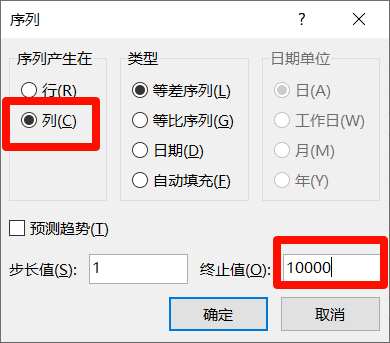 序列
?
序列产生在
行(R)
列(C)
类型
等差序列(L)
等比序列(G)
日期(D)
自动填充(F)
日期单位
日(A)
工作日(W)
月(M)
年(Y)
预测趋势(T)
步长值(S): 1
终止值(O): 10000
确定
取消